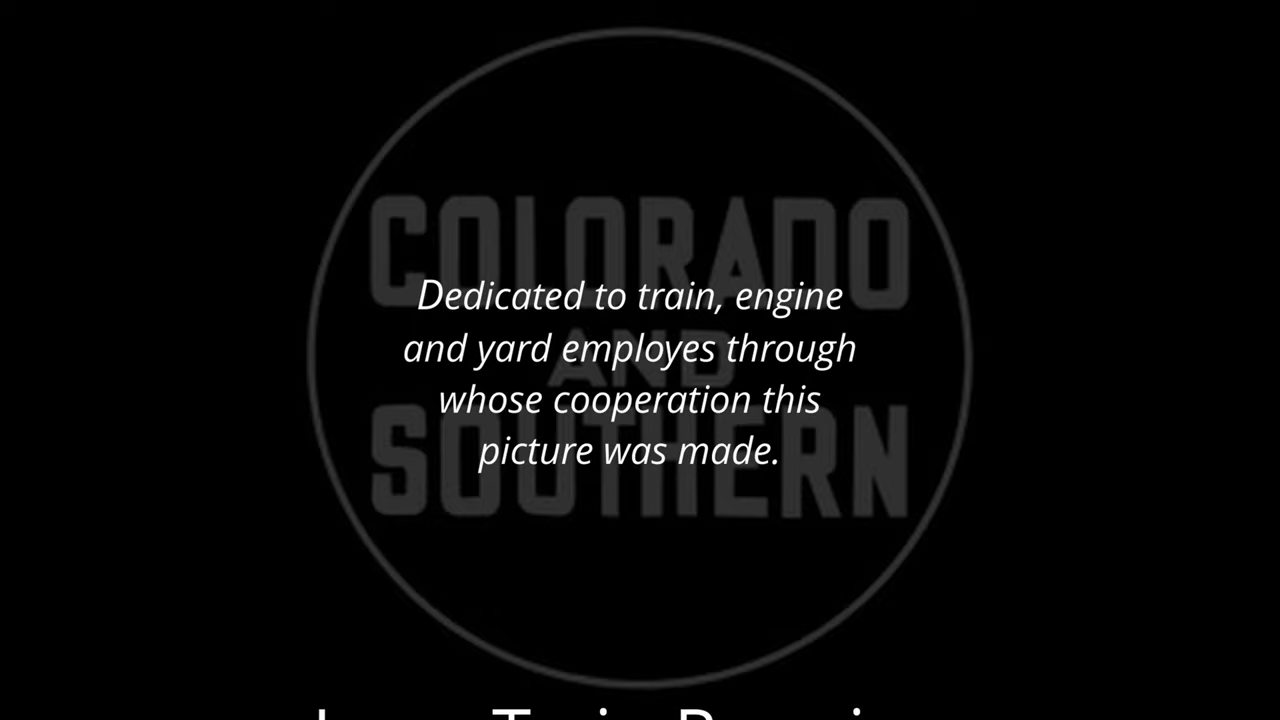 COLORADO
Dedicated to train, engine
and yard employes through
AND
whose cooperation this
picture was made.
SOUTHERN